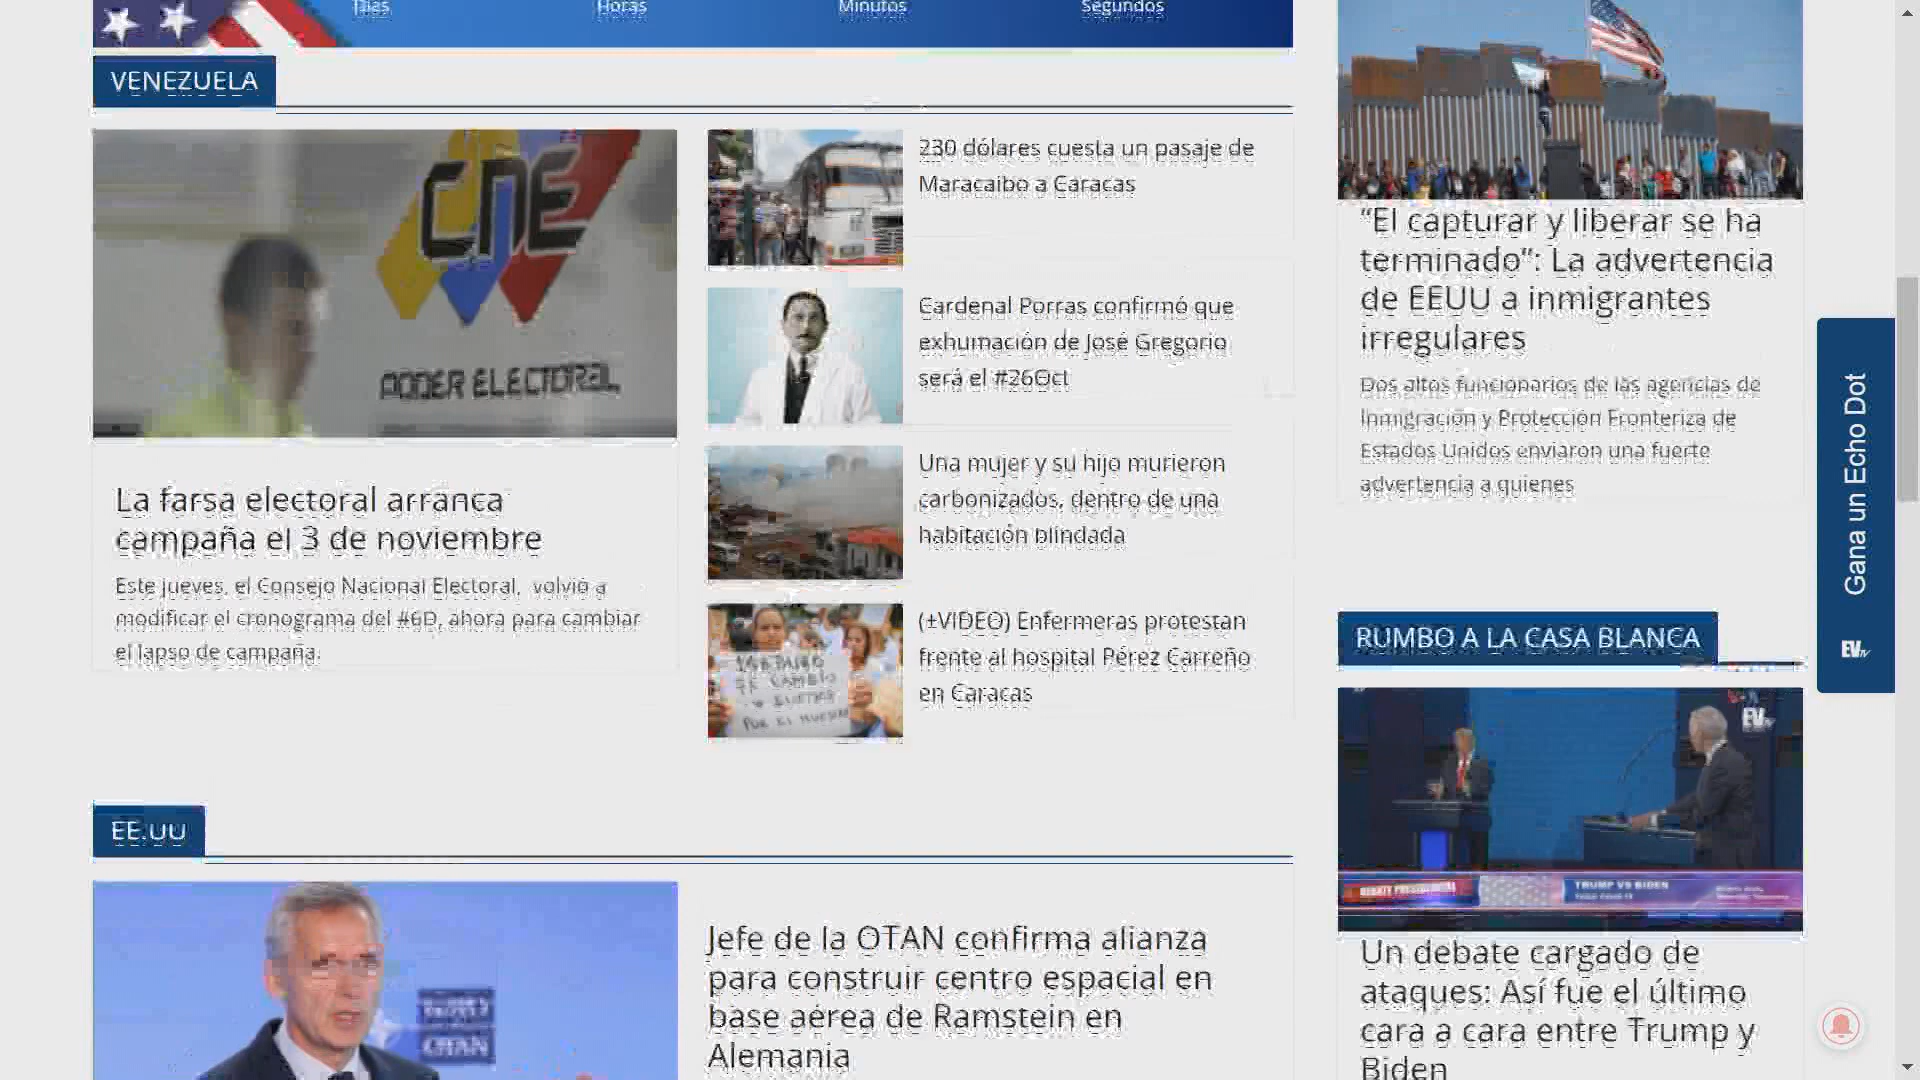 Días
Horas
Minutos
Segundos
VENEZUELA
CNE
PODER ELECTORAL
La farsa electoral arranca
campaña el 3 de noviembre
Este jueves, el Consejo Nacional Electoral, volvió a
modificar el cronograma del #6D, ahora para cambiar
el lapso de campaña.
230 dólares cuesta un pasaje de
Maracaibo a Caracas
Cardenal Porras confirmó que
exhumación de José Gregorio
será el #26Oct
Una mujer y su hijo murieron
carbonizados, dentro de una
habitación blindada
(+VIDEO) Enfermeras protestan
frente al hospital Pérez Carreño
en Caracas
POR EL
EE.UU
OTAN
Jefe de la OTAN confirma alianza
para construir centro espacial en
base aérea de Ramstein en
Alemania
“El capturar y liberar se ha
terminado”: La advertencia
de EEUU a inmigrantes
irregulares
Dos altos funcionarios de las agencias de
Inmigración y Protección Fronteriza de
Estados Unidos enviaron una fuerte
advertencia a quienes
RUMBO A LA CASA BLANCA
EVtv
DEBATE PRESIDENCIAL
TRUMP VS BIDEN
Un debate cargado de
ataques: Así fue el último
cara a cara entre Trump y
Biden
Gana un Echo Dot
EVtv